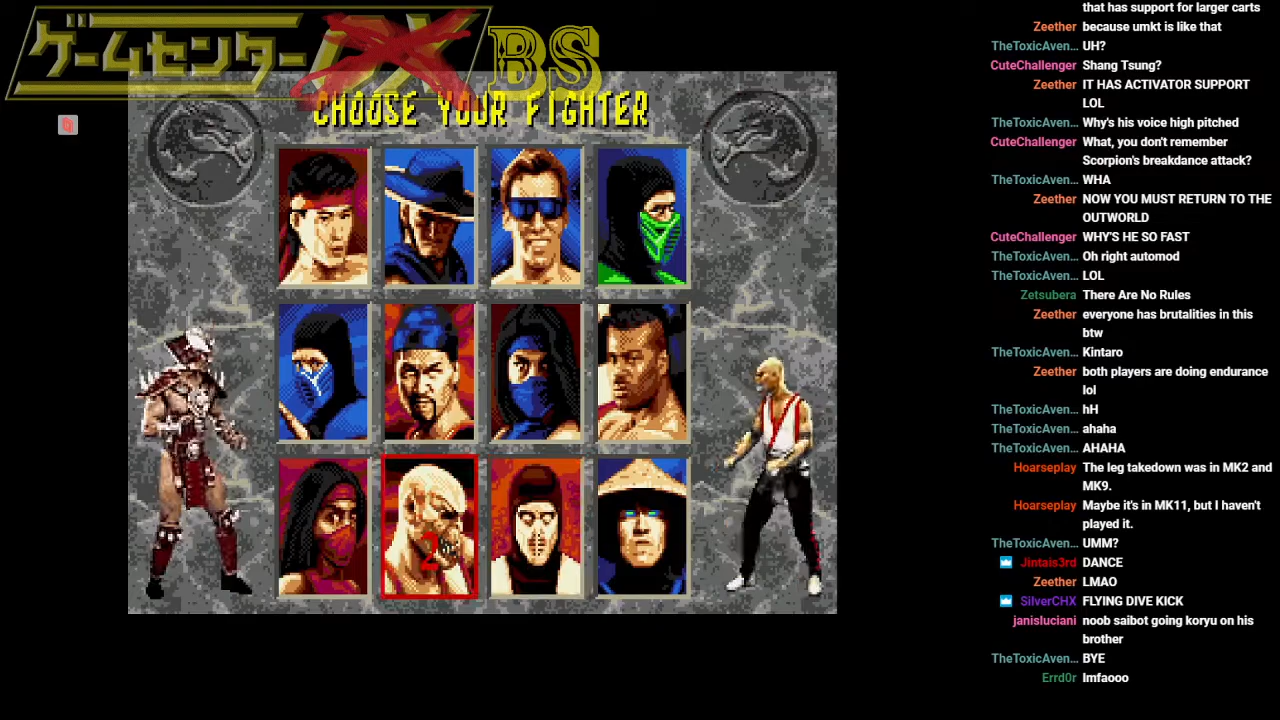 ゲームセンターDX BS
CHOOSE YOUR FIGHTER
2
that has support for larger carts
Zeether because umkt is like that
TheToxicAven... UH?
CuteChallenger Shang Tsung?
Zeether IT HAS ACTIVATOR SUPPORT
LOL
TheToxicAven... Why's his voice high pitched
CuteChallenger What, you don't remember
Scorpion's breakdance attack?
TheToxicAven... WHA
Zeether NOW YOU MUST RETURN TO THE
OUTWORLD
CuteChallenger WHY'S HE SO FAST
TheToxicAven... Oh right automod
TheToxicAven... LOL
Zetsubera There Are No Rules
Zeether everyone has brutalities in this
btw
TheToxicAven... Kintaro
Zeether both players are doing endurance
lol
TheToxicAven... hH
TheToxicAven... ahaha
TheToxicAven... AHAHA
Hoarseplay The leg takedown was in MK2 and
MK9.
Hoarseplay Maybe it's in MK11, but I haven't
played it.
TheToxicAven... UMM?
Jintais3rd DANCE
Zeether LMAO
SilverCHX FLYING DIVE KICK
janisluciani noob saibot going koryu on his
brother
TheToxicAven... BYE
Errd0r lmfaooo